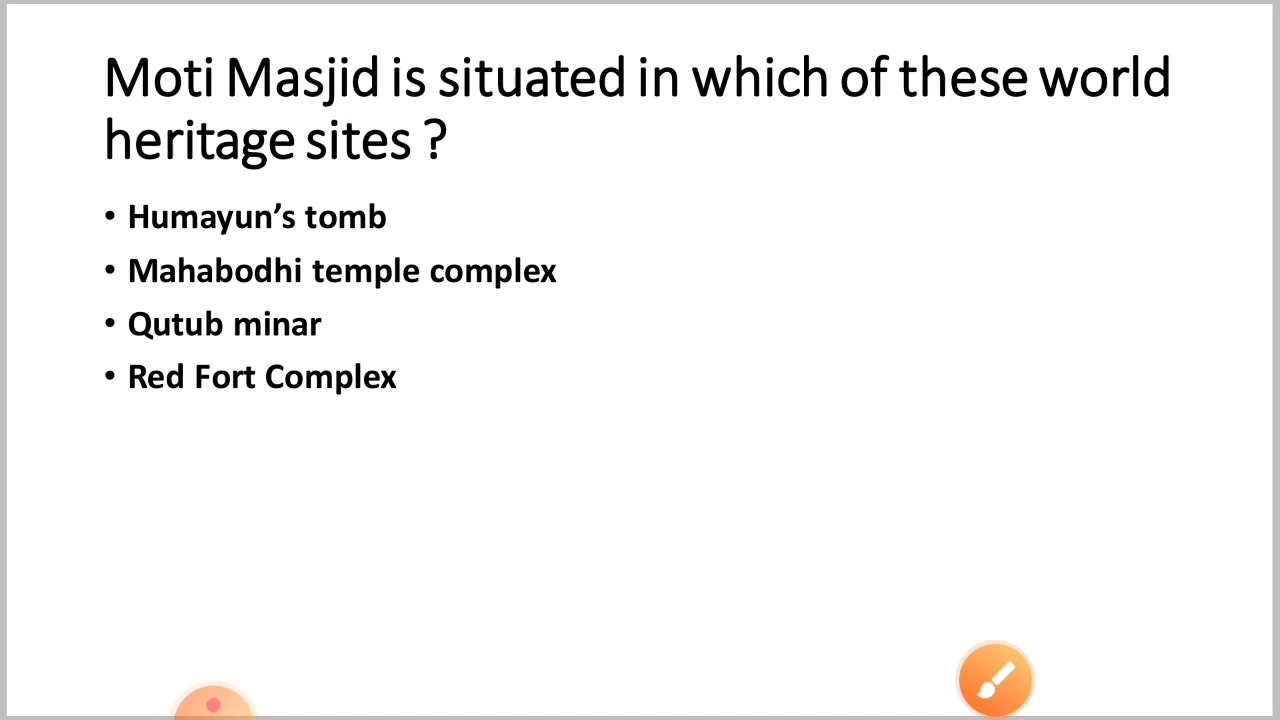 Moti Masjid is situated in which of these world
heritage sites ?
• Humayun’s tomb
• Mahabodhi temple complex
• Qutub minar
• Red Fort Complex